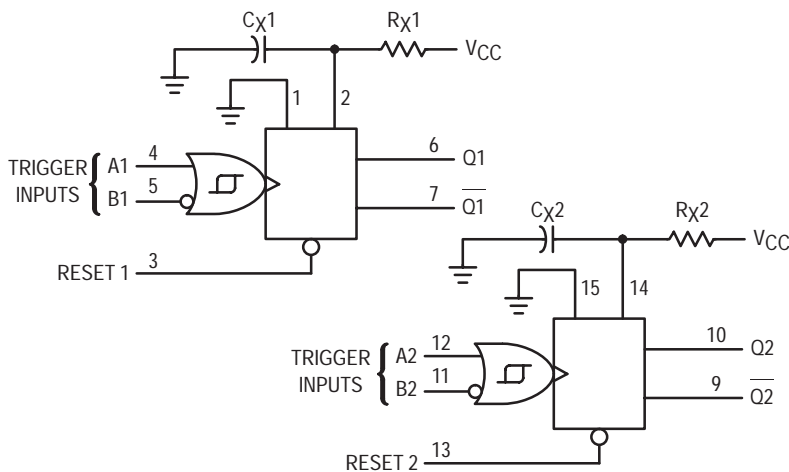 CX1 RX1
VCC
1 2
TRIGGER INPUTS
A1 4
B1 5
6 Q1
7 Q1
RESET 1 3
CX2 RX2
VCC
15 14
TRIGGER INPUTS
A2 12
B2 11
10 Q2
9 Q2
RESET 2 13